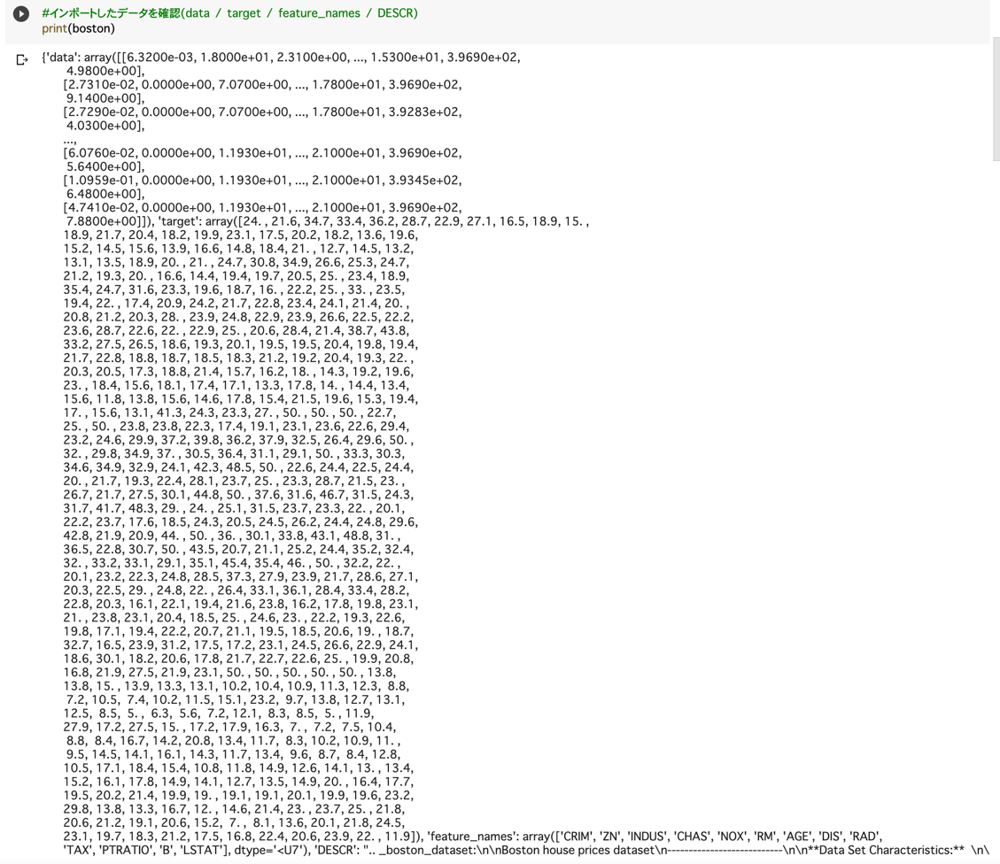 #インポートしたデータを確認(data / target / feature_names / DESCR)
print(boston)
{'data': array([[6.3200e-03, 1.8000e+01, 2.3100e+00, ..., 1.5300e+01, 3.9690e+02,
4.9800e+00],
[2.7310e-02, 0.0000e+00, 7.0700e+00, ..., 1.7800e+01, 3.9690e+02,
9.1400e+00],
[2.7290e-02, 0.0000e+00, 7.0700e+00, ..., 1.7800e+01, 3.9283e+02,
4.0300e+00],
...,
[6.0760e-02, 0.0000e+00, 1.1930e+01, ..., 2.1000e+01, 3.9690e+02,
5.6400e+00],
[1.0959e-01, 0.0000e+00, 1.1930e+01, ..., 2.1000e+01, 3.9345e+02,
6.4800e+00],
[4.7410e-02, 0.0000e+00, 1.1930e+01, ..., 2.1000e+01, 3.9690e+02,
7.8800e+00]]), 'target': array([24. , 21.6, 34.7, 33.4, 36.2, 28.7, 22.9, 27.1, 16.5, 18.9, 15. ,
18.9, 21.7, 20.4, 18.2, 19.9, 23.1, 17.5, 20.2, 18.2, 13.6, 19.6,
15.2, 14.5, 15.6, 13.9, 16.6, 14.8, 18.4, 21. , 12.7, 14.5, 13.2,
13.1, 13.5, 18.9, 20. , 21. , 24.7, 30.8, 34.9, 26.6, 25.3, 24.7,
21.2, 19.3, 20. , 16.6, 14.4, 19.4, 19.7, 20.5, 25. , 23.4, 18.9,
35.4, 24.7, 31.6, 23.3, 19.6, 18.7, 16. , 22.2, 25. , 33. , 23.5,
19.4, 22. , 17.4, 20.9, 24.2, 21.7, 22.8, 23.4, 24.1, 21.4, 20. ,
20.8, 21.2, 20.3, 28. , 23.9, 24.8, 22.9, 23.9, 26.6, 22.5, 22.2,
23.6, 28.7, 22.6, 22. , 22.9, 25. , 20.6, 28.4, 21.4, 38.7, 43.8,
33.2, 27.5, 26.5, 18.6, 19.3, 20.1, 19.5, 19.5, 20.4, 19.8, 19.4,
21.7, 22.8, 18.8, 18.7, 18.5, 18.3, 21.2, 19.2, 20.4, 19.3, 22. ,
20.3, 20.5, 17.3, 18.8, 21.4, 15.7, 16.2, 18. , 14.3, 19.2, 19.6,
23. , 18.4, 15.6, 18.1, 17.4, 17.1, 13.3, 17.8, 14. , 14.4, 13.4,
15.6, 11.8, 13.8, 15.6, 14.6, 17.8, 15.4, 21.5, 19.6, 15.3, 19.4,
17. , 15.6, 13.1, 41.3, 24.3, 23.3, 27. , 50. , 50. , 50. , 22.7,
25. , 50. , 23.8, 23.8, 22.3, 17.4, 19.1, 23.1, 23.6, 22.6, 29.4,
23.2, 24.6, 29.9, 37.2, 39.8, 36.2, 37.9, 32.5, 26.4, 29.6, 50. ,
32. , 29.8, 34.9, 37. , 30.5, 36.4, 31.1, 29.1, 50. , 33.3, 30.3,
34.6, 34.9, 32.9, 24.1, 42.3, 48.5, 50. , 22.6, 24.4, 22.5, 24.4,
20. , 21.7, 19.3, 22.4, 28.1, 23.7, 25. , 23.3, 28.7, 21.5, 23. ,
26.7, 21.7, 27.5, 30.1, 44.8, 50. , 37.6, 31.6, 46.7, 31.5, 24.3,
31.7, 41.7, 48.3, 29. , 24. , 25.1, 31.5, 23.7, 23.3, 22. , 20.1,
22.2, 23.7, 17.6, 18.5, 24.3, 20.5, 24.5, 26.2, 24.4, 24.8, 29.6,
42.8, 21.9, 20.9, 44. , 50. , 36. , 30.1, 33.8, 43.1, 48.8, 31. ,
36.5, 22.8, 30.7, 50. , 43.5, 20.7, 21.1, 25.2, 24.4, 35.2, 32.4,
32. , 33.2, 33.1, 29.1, 35.1, 45.4, 35.4, 46. , 50. , 32.2, 22. ,
20.1, 23.2, 22.3, 24.8, 28.5, 37.3, 27.9, 23.9, 21.7, 28.6, 27.1,
20.3, 22.5, 29. , 24.8, 22. , 26.4, 33.1, 36.1, 28.4, 33.4, 28.2,
22.8, 20.3, 16.1, 22.1, 19.4, 21.6, 23.8, 16.2, 17.8, 19.8, 23.1,
21. , 23.8, 23.1, 20.4, 18.5, 25. , 24.6, 23. , 22.2, 19.3, 22.6,
19.8, 17.1, 19.4, 22.2, 20.7, 21.1, 19.5, 18.5, 20.6, 19. , 18.7,
32.7, 16.5, 23.9, 31.2, 17.5, 17.2, 23.1, 24.5, 26.6, 22.9, 24.1,
18.6, 30.1, 18.2, 20.6, 17.8, 21.7, 22.7, 22.6, 25. , 19.9, 20.8,
16.8, 21.9, 27.5, 21.9, 23.1, 50. , 50. , 50. , 50. , 50. , 13.8,
13.8, 15. , 13.9, 13.3, 13.1, 10.2, 10.4, 10.9, 11.3, 12.3, 8.8,
7.2, 10.5, 7.4, 10.2, 11.5, 15.1, 23.2, 9.7, 13.8, 12.7, 13.1,
12.5, 8.5, 5. , 6.3, 5.6, 7.2, 12.1, 8.3, 8.5, 5. , 11.9,
27.9, 17.2, 27.5, 15. , 17.2, 17.9, 16.3, 7. , 7.2, 7.5, 10.4,
8.8, 8.4, 16.7, 14.2, 20.8, 13.4, 11.7, 8.3, 10.2, 10.9, 11. ,
9.5, 14.5, 14.1, 16.1, 14.3, 11.7, 13.4, 9.6, 8.7, 8.4, 12.8,
10.5, 17.1, 18.4, 15.4, 10.8, 11.8, 14.9, 12.6, 14.1, 13. , 13.4,
15.2, 16.1, 17.8, 14.9, 14.1, 12.7, 13.5, 14.9, 20. , 16.4, 17.7,
19.5, 20.2, 21.4, 19.9, 19. , 19.1, 19.1, 20.1, 19.9, 19.6, 23.2,
29.8, 13.8, 13.3, 16.7, 12. , 14.6, 21.4, 23. , 23.7, 25. , 21.8,
20.6, 21.2, 19.1, 20.6, 15.2, 7. , 8.1, 13.6, 20.1, 21.8, 24.5,
23.1, 19.7, 18.3, 21.2, 17.5, 16.8, 22.4, 20.6, 23.9, 22. , 11.9]), 'feature_names': array(['CRIM', 'ZN', 'INDUS', 'CHAS', 'NOX', 'RM', 'AGE', 'DIS', 'RAD',
'TAX', 'PTRATIO', 'B', 'LSTAT'], dtype='<U7'), 'DESCR': ".. _boston_dataset:\n\nBoston house prices dataset\n---------------------------\n\n**Data Set Characteristics:** \n\